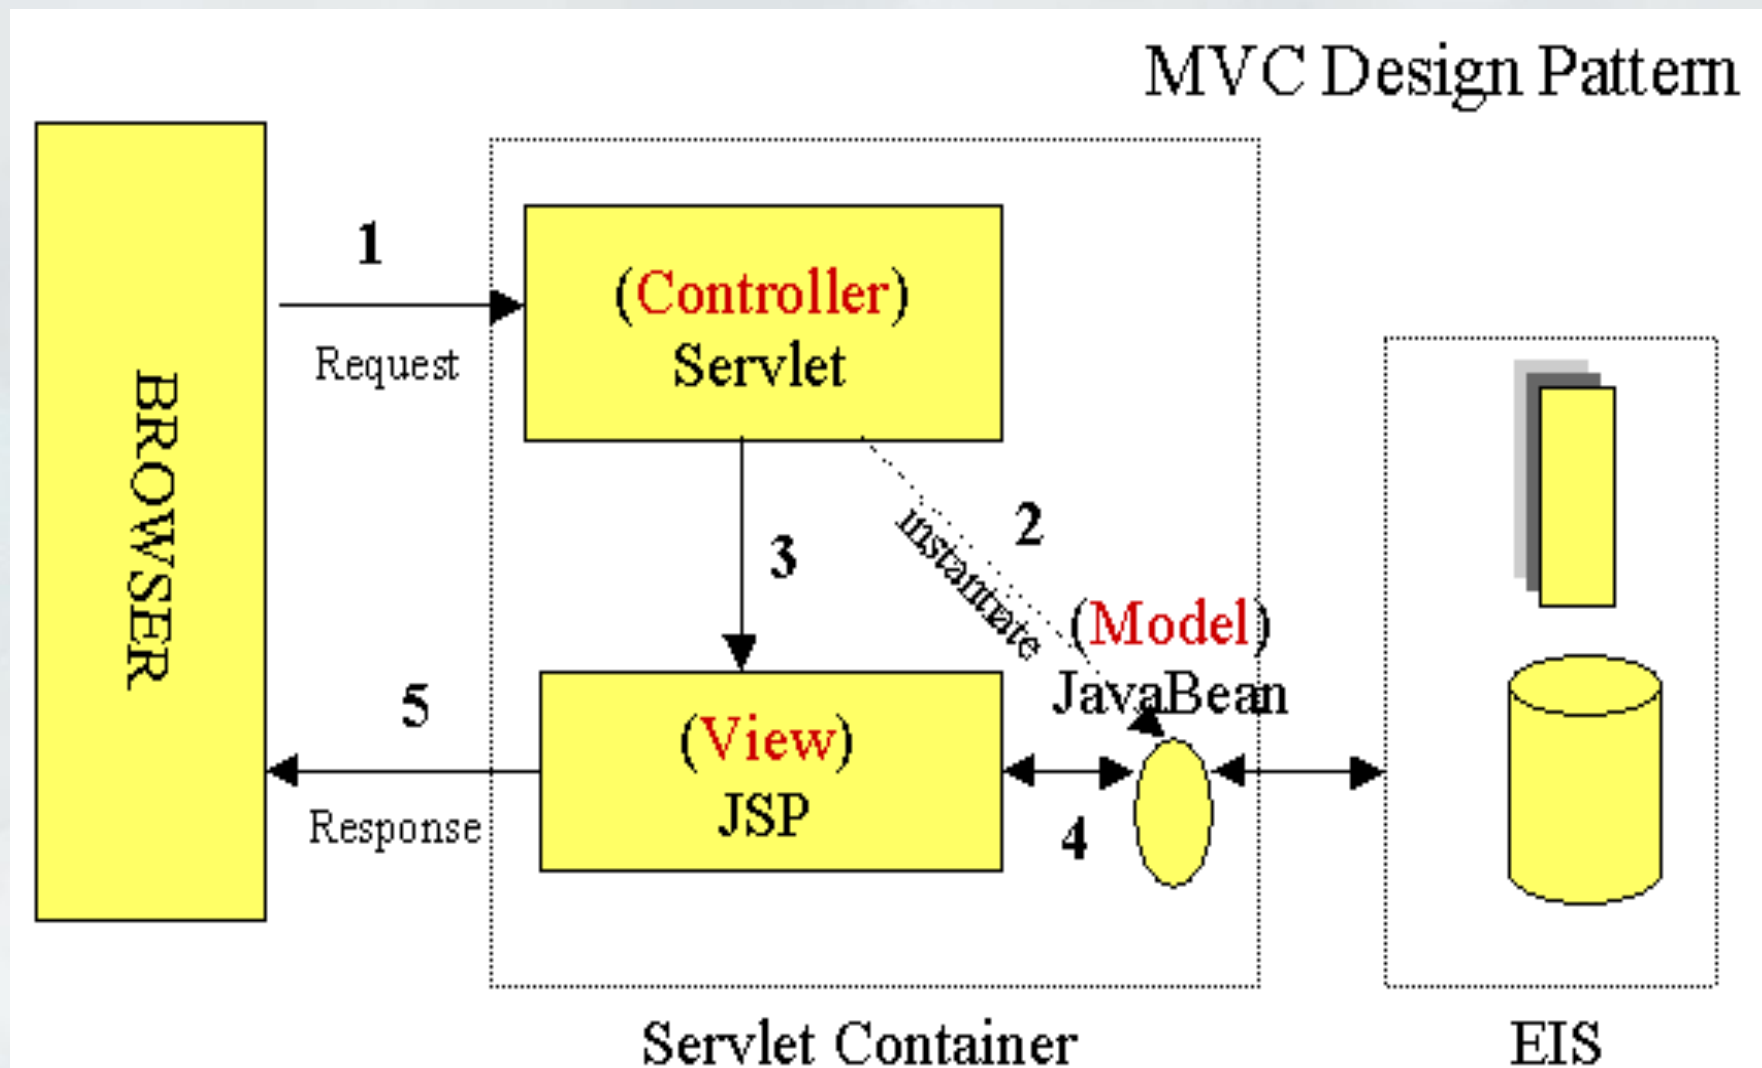 MVC Design Pattern
BROWSER
1
Request
(Controller)
Servlet
2
instantiate
3
(Model)
JavaBean
5
Response
(View)
JSP
4
Servlet Container
EIS